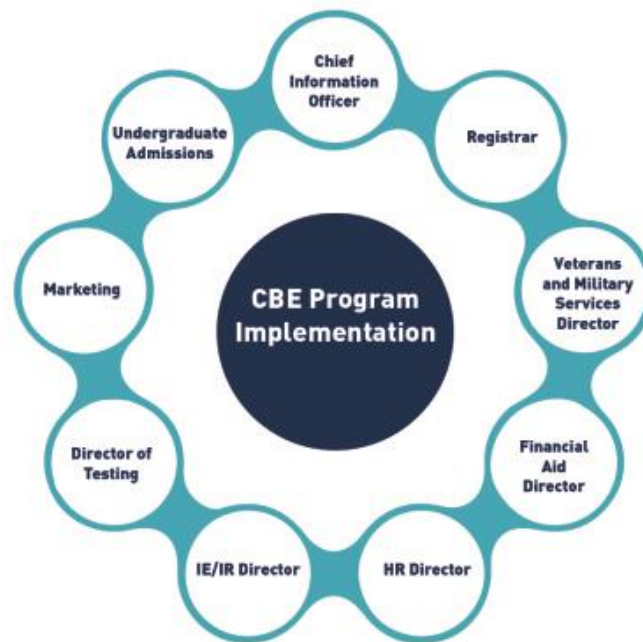 Chief
Information
Officer
Registrar
Veterans
and Military
Services
Director
Financial
Aid
Director
HR Director
IE/IR Director
Director of
Testing
Marketing
Undergraduate
Admissions
CBE Program
Implementation